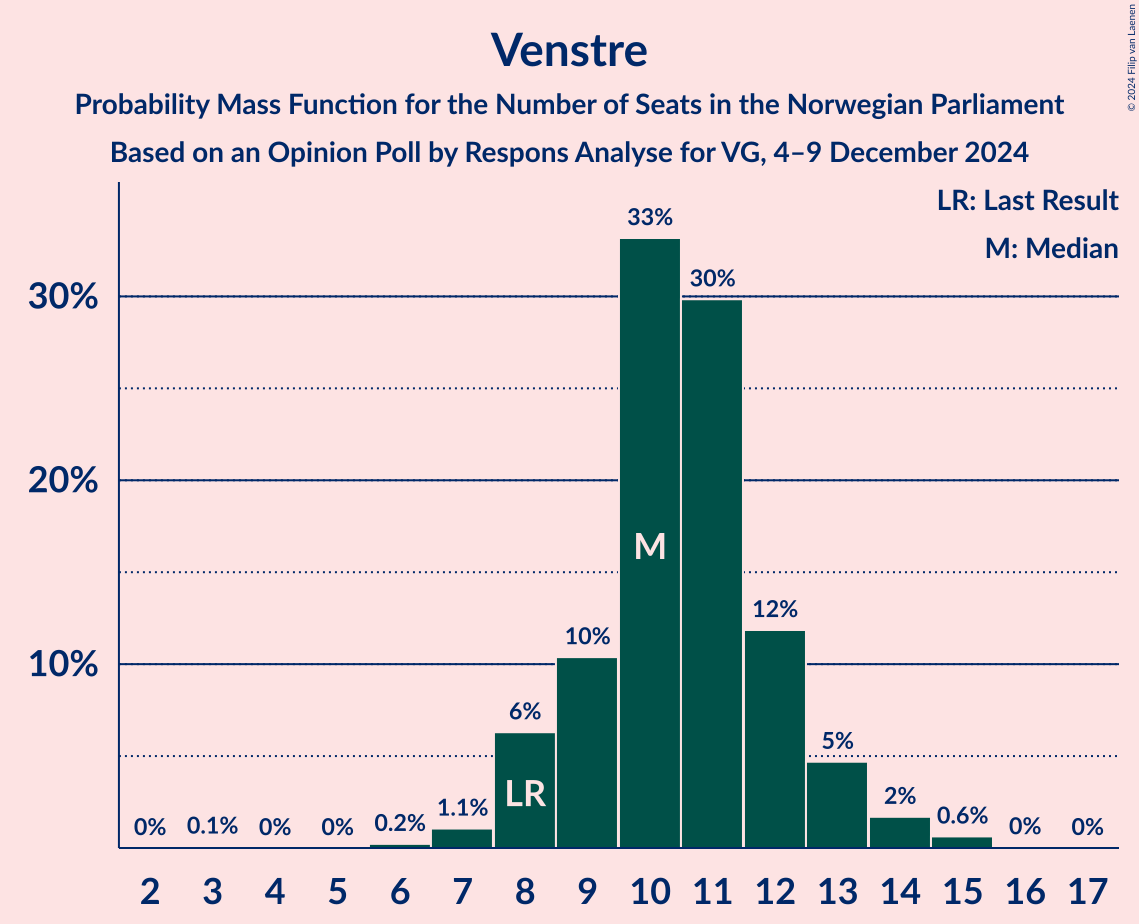 © 2024 Filip van Laenen
Venstre
Probability Mass Function for the Number of Seats in the Norwegian Parliament
Based on an Opinion Poll by Respons Analyse for VG, 4–9 December 2024
LR: Last Result
M: Median
30%
20%
10%
0%
0.1%
0%
0%
0.2%
1.1%
6%
10%
33%
30%
12%
5%
2%
0.6%
0%
0%
LR
M
2 3 4 5 6 7 8 9 10 11 12 13 14 15 16 17